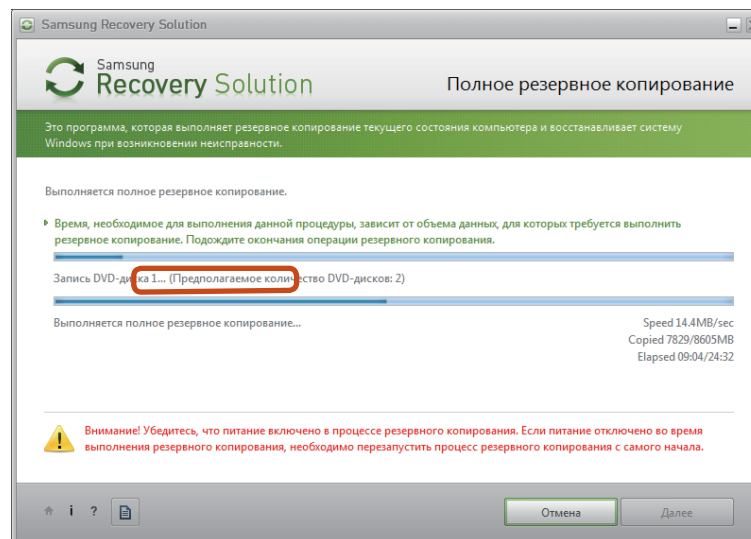 Samsung Recovery Solution
Samsung
Recovery Solution
Полное резервное копирование
Это программа, которая выполняет резервное копирование текущего состояния компьютера и восстанавливает систему
Windows при возникновении неисправности.
Выполняется полное резервное копирование.
Время, необходимое для выполнения данной процедуры, зависит от объема данных, для которых требуется выполнить
резервное копирование. Подождите окончания операции резервного копирования.
Запись DVD-диска 1... (Предполагаемое количество DVD-дисков: 2)
Выполняется полное резервное копирование...
Speed 14.4MB/sec
Copied 7829/8605MB
Elapsed 09:04/24:32
Внимание! Убедитесь, что питание включено в процессе резервного копирования. Если питание отключено во время
выполнения резервного копирования, необходимо перезапустить процесс резервного копирования с самого начала.
i ?
Отмена
Далее